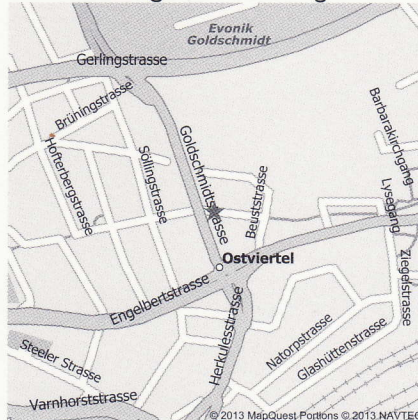 Evonik
Goldschmidt
Gerlingstrasse
Brüningstrasse
Barbarakirchgang
Hofterbergstrasse
Söllingstrasse
Goldschmidtstrasse
Beuststrasse
Lysegang
Ostviertel
Ziegelstrasse
Engelbertstrasse
Herkulesstrasse
Natorpstrasse
Glashüttenstrasse
Steeler Strasse
Varnhorststrasse
© 2013 MapQuest Portions © 2013 NAVTEQ